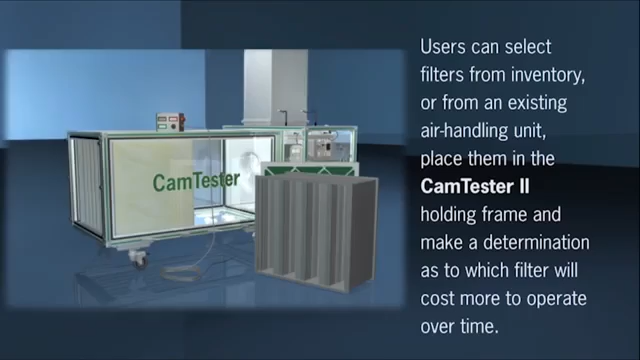 CamTester
Users can select
filters from inventory,
or from an existing
air-handling unit,
place them in the
CamTester II
holding frame and
make a determination
as to which filter will
cost more to operate
over time.